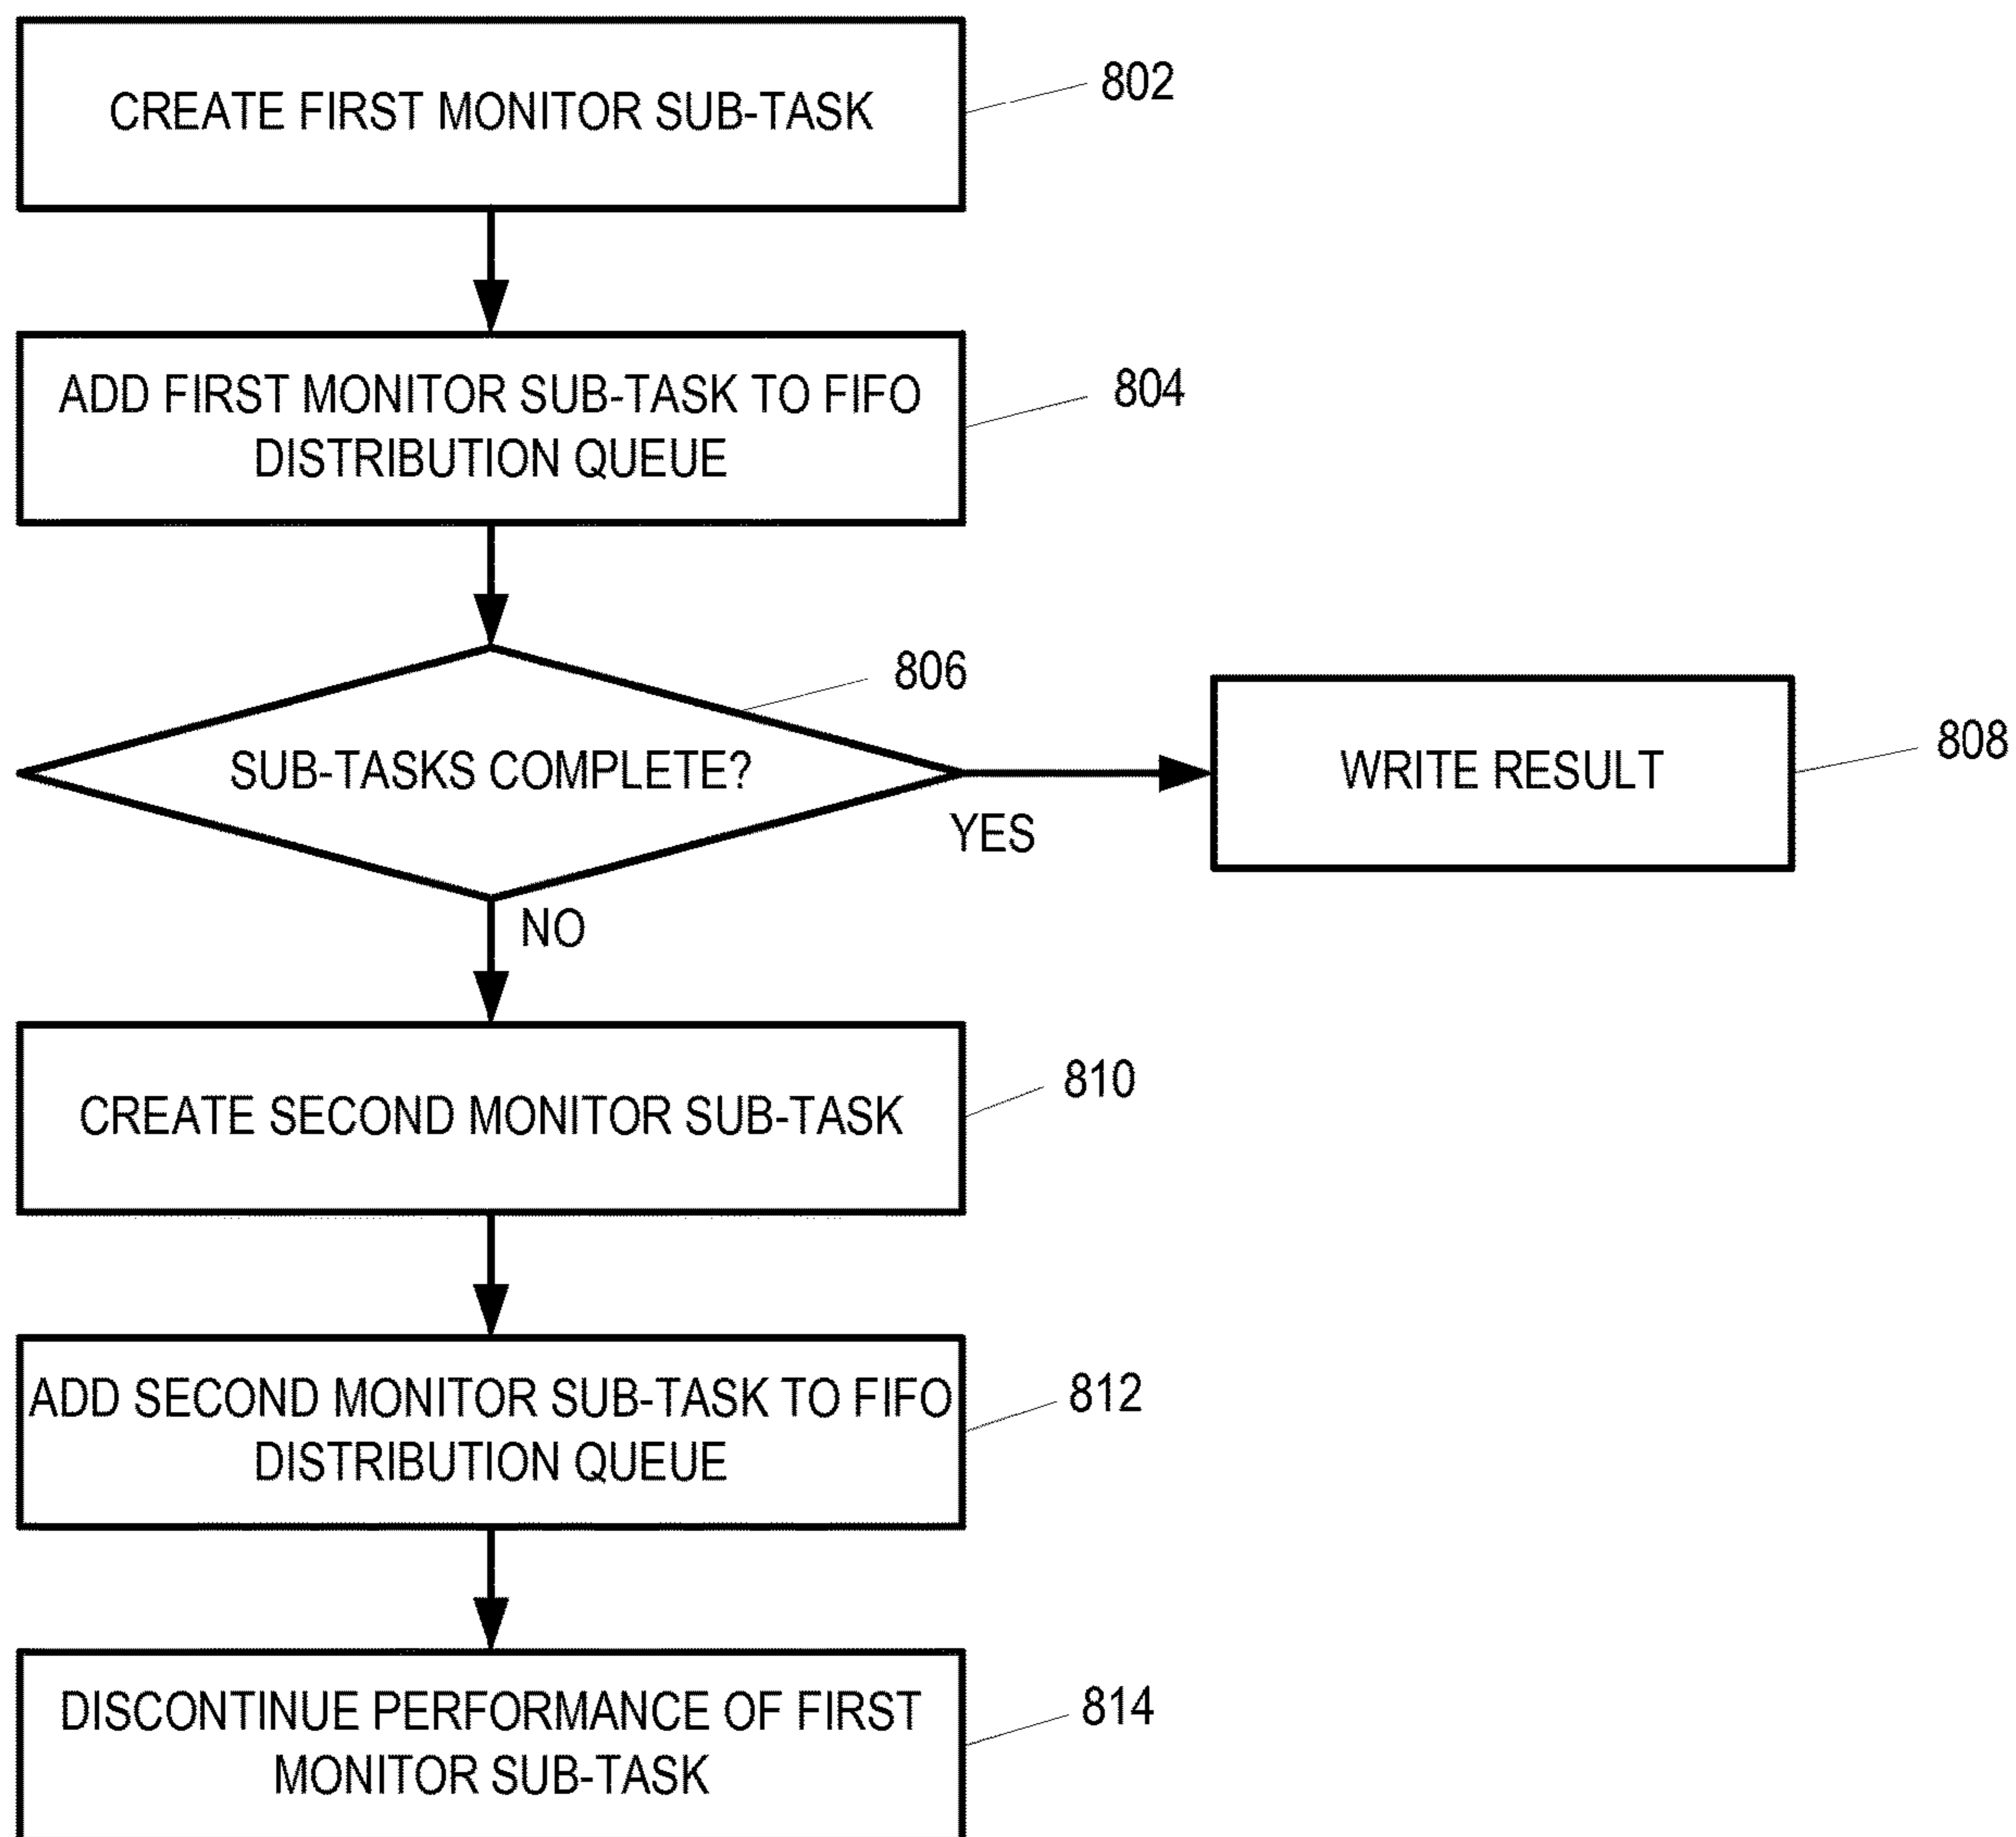 CREATE FIRST MONITOR SUB-TASK
802
ADD FIRST MONITOR SUB-TASK TO FIFO
DISTRIBUTION QUEUE
804
SUB-TASKS COMPLETE?
806
YES
WRITE RESULT
808
NO
CREATE SECOND MONITOR SUB-TASK
810
ADD SECOND MONITOR SUB-TASK TO FIFO
DISTRIBUTION QUEUE
812
DISCONTINUE PERFORMANCE OF FIRST
MONITOR SUB-TASK
814